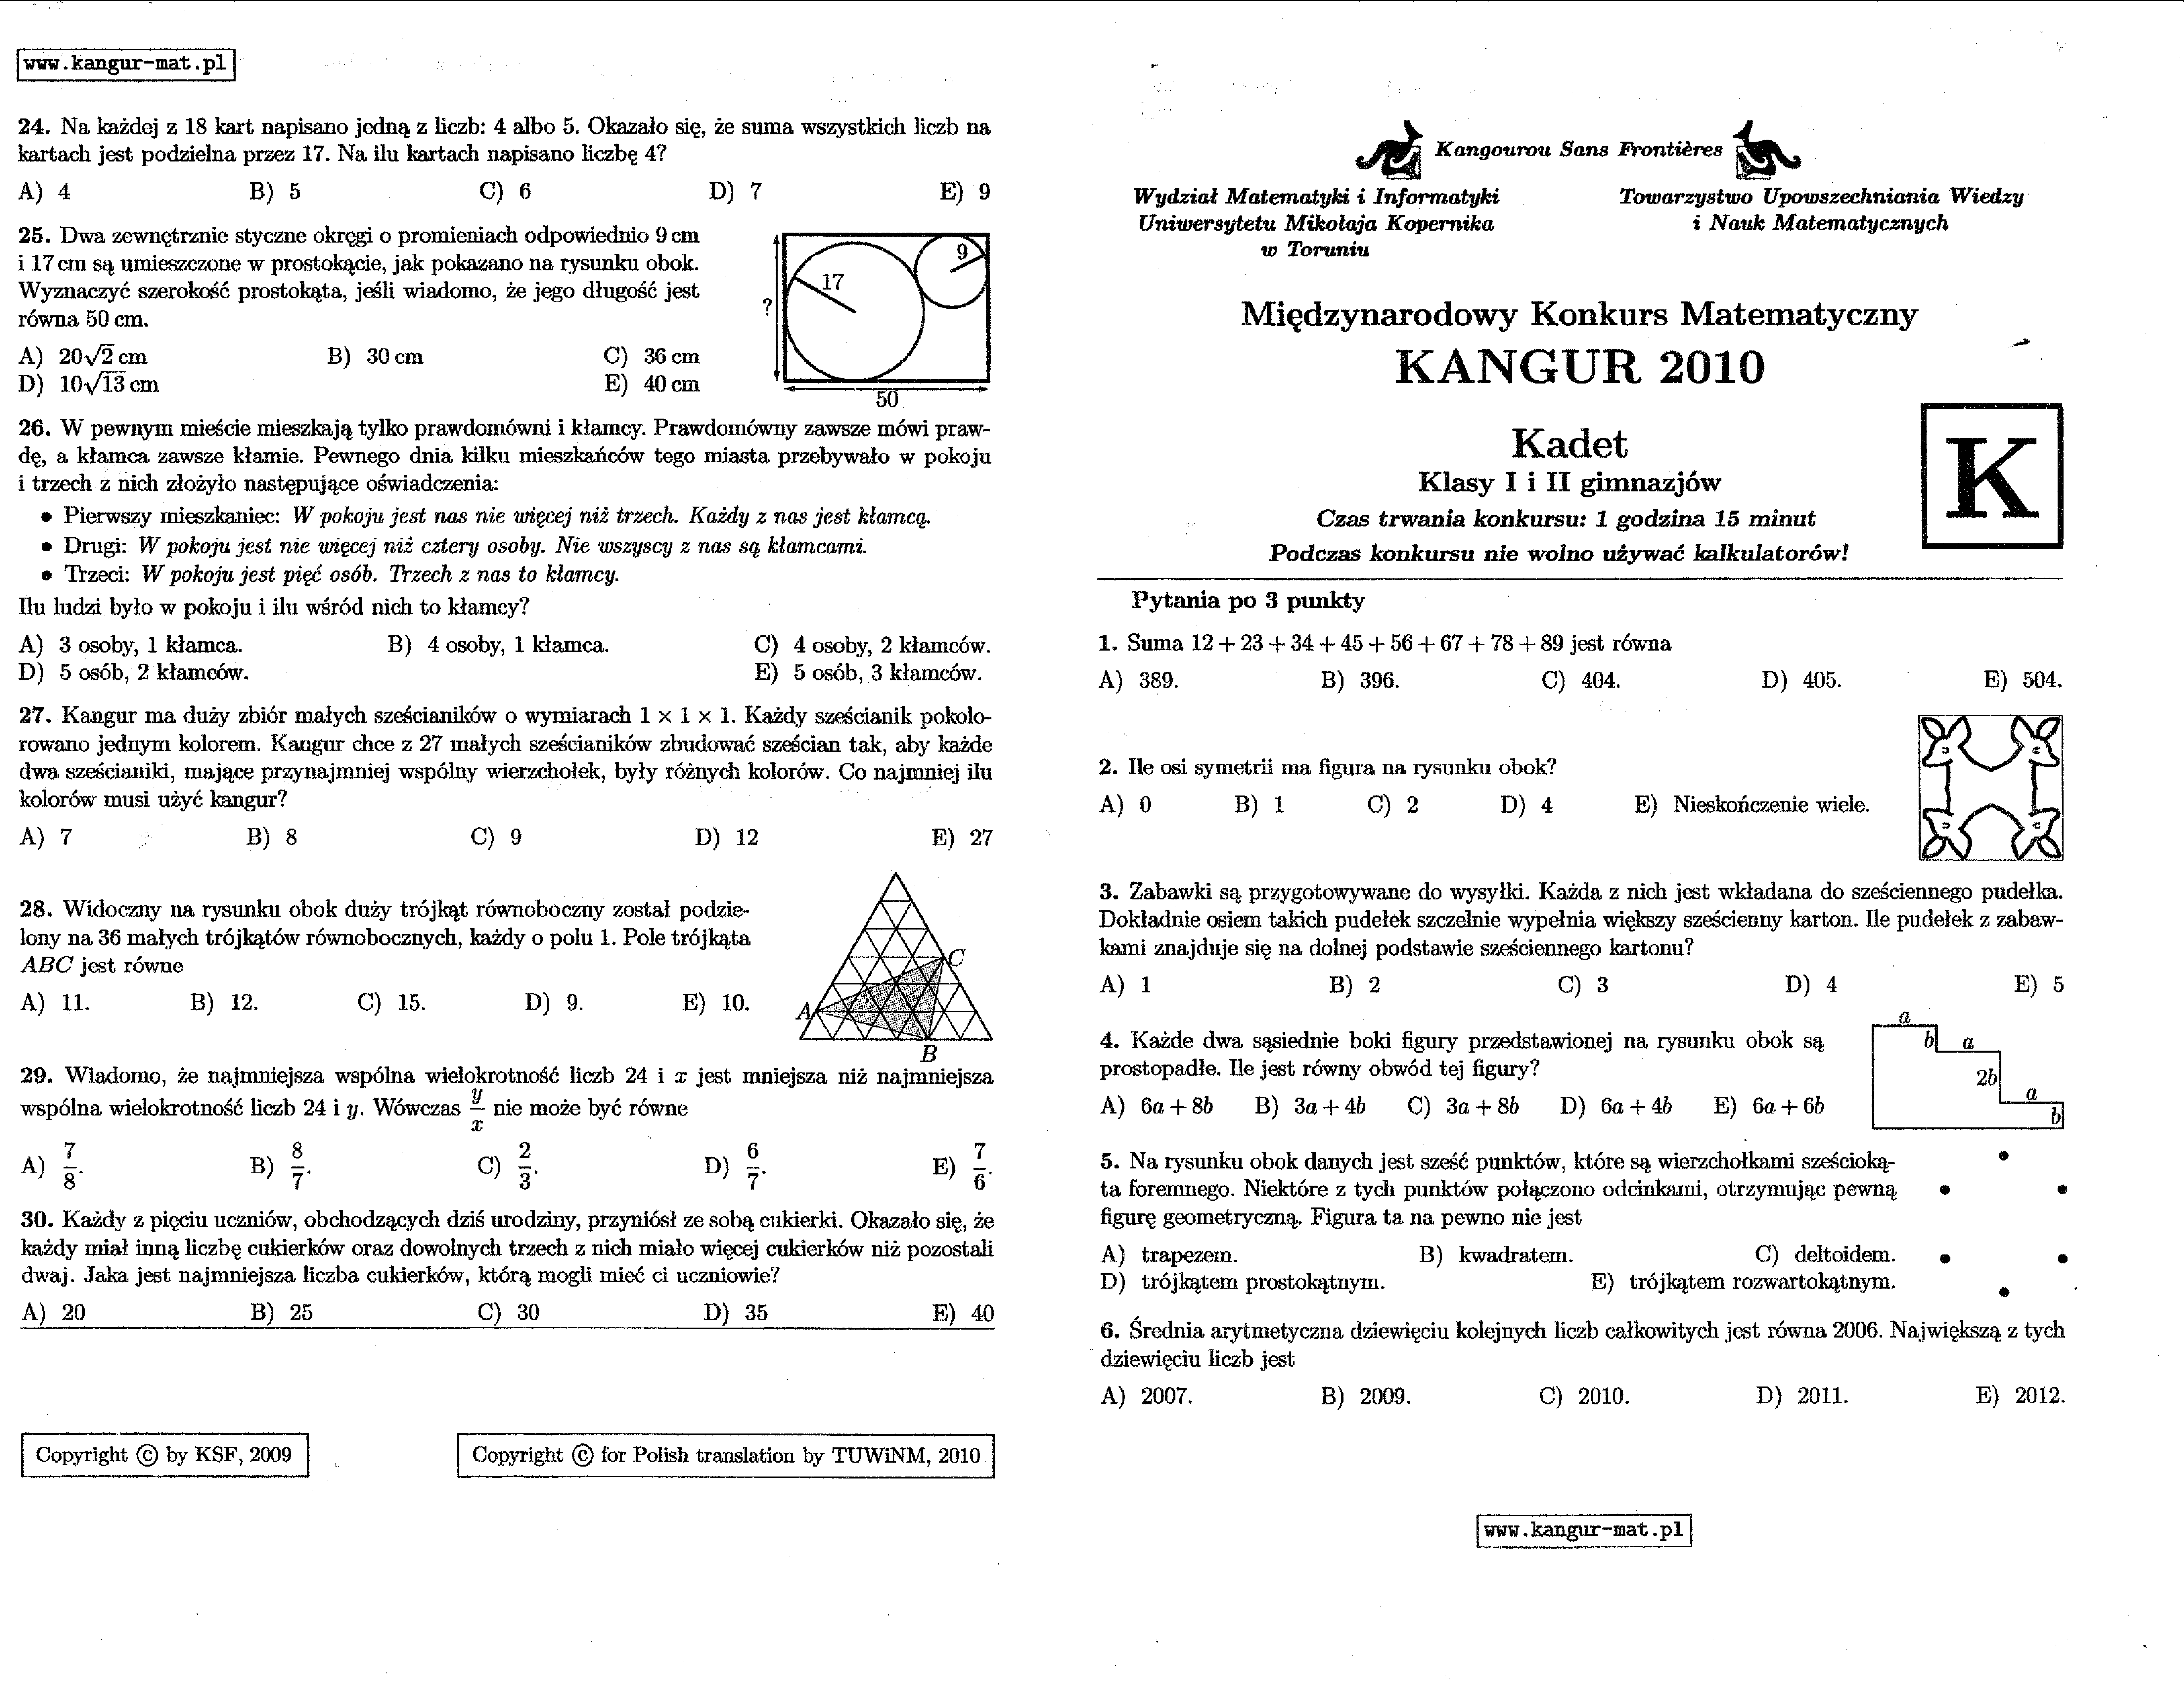 www.kangur-mat.pl
24. Na każdej z 18 kart napisano jedną z liczb: 4 albo 5. Okazało się, że suma wszystkich liczb na
kartach jest podzielna przez 17. Na ilu kartach napisano liczbę 4?
A) 4 B) 5 C) 6 D) 7 E) 9
25. Dwa zewnętrznie styczne okręgi o promieniach odpowiednio 9 cm
i 17 cm są umieszczone w prostokącie, jak pokazano na rysunku obok.
Wyznaczyć szerokość prostokąta, jeśli wiadomo, że jego długość jest
równa 50 cm.
A) 20√2 cm B) 30 cm C) 36 cm
D) 10√13 cm E) 40 cm
9
17
?
50
26. W pewnym mieście mieszkają tylko prawdomówni i kłamcy. Prawdomówny zawsze mówi praw-
dę, a kłamca zawsze kłamie. Pewnego dnia kilku mieszkańców tego miasta przebywało w pokoju
i trzech z nich złożyło następujące oświadczenia:
• Pierwszy mieszkaniec: W pokoju jest nas nie więcej niż trzech. Każdy z nas jest kłamcą.
• Drugi: W pokoju jest nie więcej niż cztery osoby. Nie wszyscy z nas są kłamcami.
• Trzeci: W pokoju jest pięć osób. Trzech z nas to kłamcy.
Ilu ludzi było w pokoju i ilu wśród nich to kłamcy?
A) 3 osoby, 1 kłamca. B) 4 osoby, 1 kłamca. C) 4 osoby, 2 kłamców.
D) 5 osób, 2 kłamców. E) 5 osób, 3 kłamców.
27. Kangur ma duży zbiór małych sześcianików o wymiarach 1 × 1 × 1. Każdy sześcianik pokolo-
rowano jednym kolorem. Kangur chce z 27 małych sześcianików zbudować sześcian tak, aby każde
dwa sześcianiki, mające przynajmniej wspólny wierzchołek, były różnych kolorów. Co najmniej ilu
kolorów musi użyć kangur?
A) 7 B) 8 C) 9 D) 12 E) 27
28. Widoczny na rysunku obok duży trójkąt równoboczny został podzie-
lony na 36 małych trójkątów równobocznych, każdy o polu 1. Pole trójkąta
ABC jest równe
A) 11. B) 12. C) 15. D) 9. E) 10.
C
A
B
29. Wiadomo, że najmniejsza wspólna wielokrotność liczb 24 i x jest mniejsza niż najmniejsza
wspólna wielokrotność liczb 24 i y. Wówczas y/x nie może być równe
A) 7/8. B) 8/7. C) 2/3. D) 6/7. E) 7/6.
30. Każdy z pięciu uczniów, obchodzących dziś urodziny, przyniósł ze sobą cukierki. Okazało się, że
każdy miał inną liczbę cukierków oraz dowolnych trzech z nich miało więcej cukierków niż pozostali
dwaj. Jaka jest najmniejsza liczba cukierków, którą mogli mieć ci uczniowie?
A) 20 B) 25 C) 30 D) 35 E) 40
Copyright © by KSF, 2009
Copyright © for Polish translation by TUWiNM, 2010
Kangourou Sans Frontières
Wydział Matematyki i Informatyki
Uniwersytetu Mikołaja Kopernika
w Toruniu
Towarzystwo Upowszechniania Wiedzy
i Nauk Matematycznych
Międzynarodowy Konkurs Matematyczny
KANGUR 2010
Kadet
Klasy I i II gimnazjów
Czas trwania konkursu: 1 godzina 15 minut
Podczas konkursu nie wolno używać kalkulatorów!
K
Pytania po 3 punkty
1. Suma 12 + 23 + 34 + 45 + 56 + 67 + 78 + 89 jest równa
A) 389. B) 396. C) 404. D) 405. E) 504.
2. Ile osi symetrii ma figura na rysunku obok?
A) 0 B) 1 C) 2 D) 4 E) Nieskończenie wiele.
3. Zabawki są przygotowywane do wysyłki. Każda z nich jest wkładana do sześciennego pudełka.
Dokładnie osiem takich pudełek szczelnie wypełnia większy sześcienny karton. Ile pudełek z zabaw-
kami znajduje się na dolnej podstawie sześciennego kartonu?
A) 1 B) 2 C) 3 D) 4 E) 5
4. Każde dwa sąsiednie boki figury przedstawionej na rysunku obok są
prostopadłe. Ile jest równy obwód tej figury?
A) 6a + 8b B) 3a + 4b C) 3a + 8b D) 6a + 4b E) 6a + 6b
a
b
a
2b
a
b
5. Na rysunku obok danych jest sześć punktów, które są wierzchołkami sześcioką-
ta foremnego. Niektóre z tych punktów połączono odcinkami, otrzymując pewną
figurę geometryczną. Figura ta na pewno nie jest
A) trapezem. B) kwadratem. C) deltoidem.
D) trójkątem prostokątnym. E) trójkątem rozwartokątnym.
6. Średnia arytmetyczna dziewięciu kolejnych liczb całkowitych jest równa 2006. Największą z tych
dziewięciu liczb jest
A) 2007. B) 2009. C) 2010. D) 2011. E) 2012.
www.kangur-mat.pl